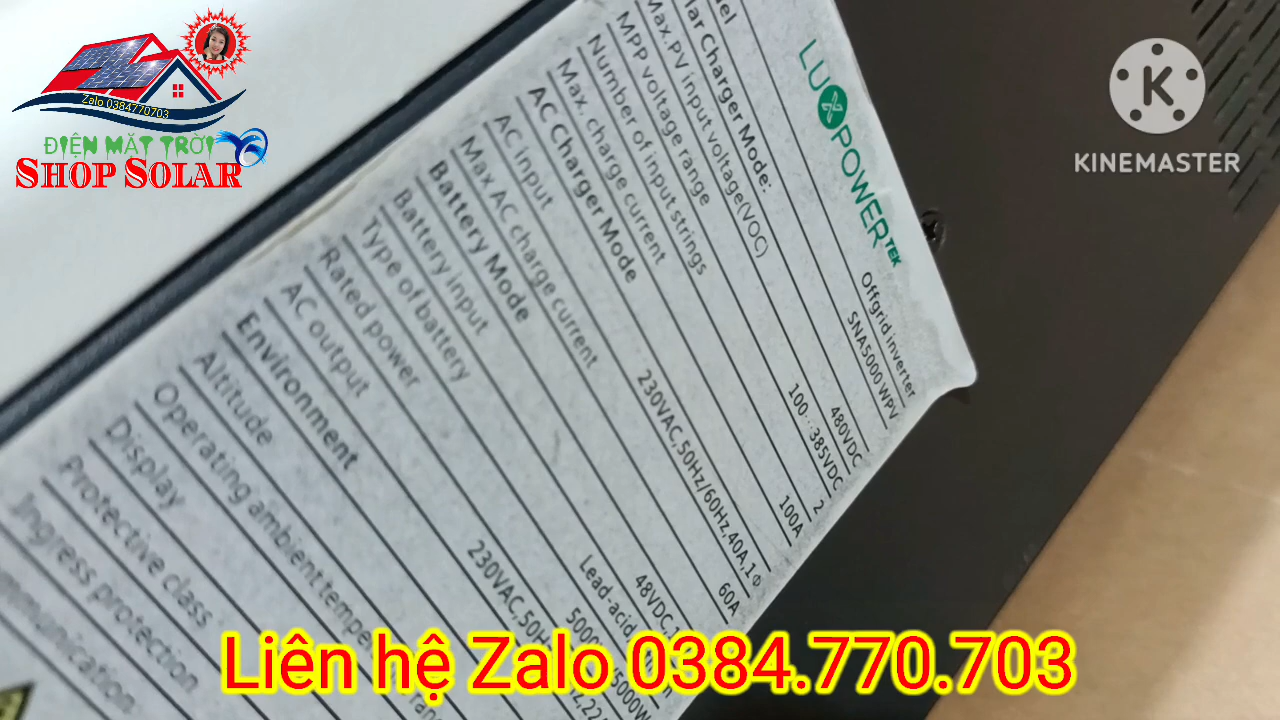 Zalo 0384770703
ĐIỆN MẶT TRỜI
SHOP SOLAR
KINEMASTER
LUXPOWERTEK
Offgrid inverter
SNA5000 WPV
Charger Mode:
Max.PV input voltage(VOC) 480VDC
MPP voltage range 100...385VDC
Number of input strings 2
Max. charge current 100A
AC Charger Mode
AC input 230VAC,50Hz/60Hz,40A,1Φ
Max AC charge current 60A
Battery Mode
Battery input 48VDC
Type of battery Lead-acid
Rated power /5000W
AC output 230VAC,50H
Environment
Altitude
Operating ambient
Display
Protective class
Ingress protection
Liên hệ Zalo 0384.770.703